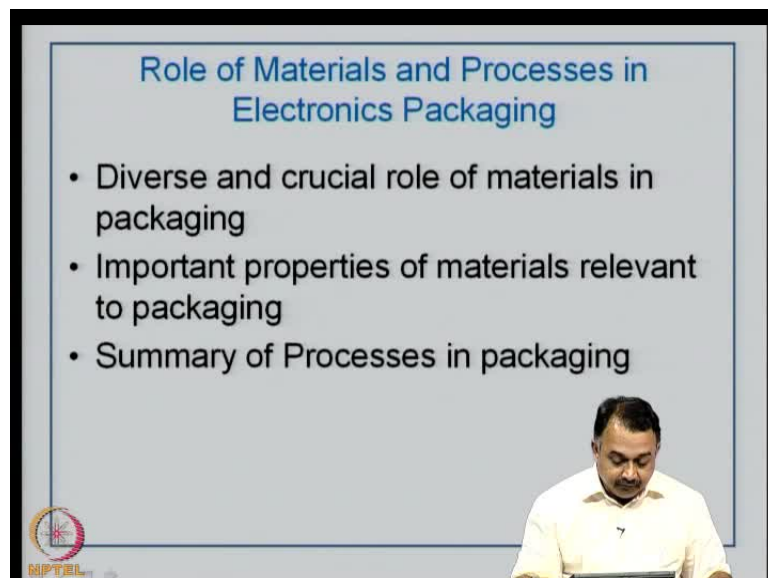 Role of Materials and Processes in
Electronics Packaging
• Diverse and crucial role of materials in
packaging
• Important properties of materials relevant
to packaging
• Summary of Processes in packaging
NPTEL